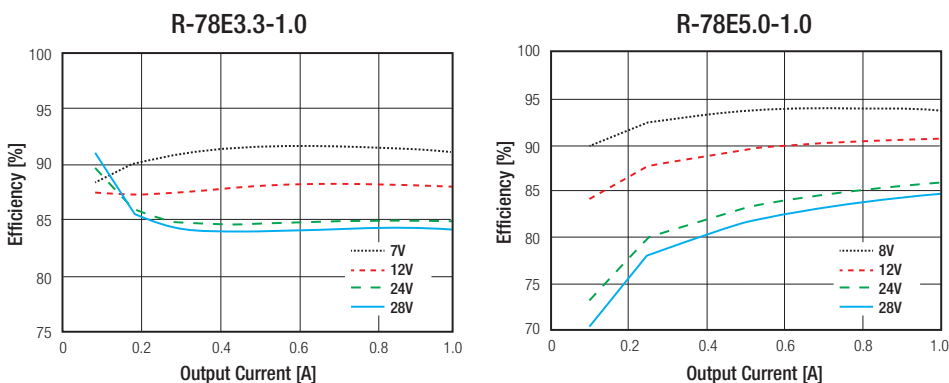 R-78E3.3-1.0
100
95
90
85
80
75
Efficiency [%]
0
0.2
0.4
0.6
0.8
1.0
Output Current [A]
7V
12V
24V
28V
R-78E5.0-1.0
100
95
90
85
80
75
70
Efficiency [%]
0
0.2
0.4
0.6
0.8
1.0
Output Current [A]
8V
12V
24V
28V